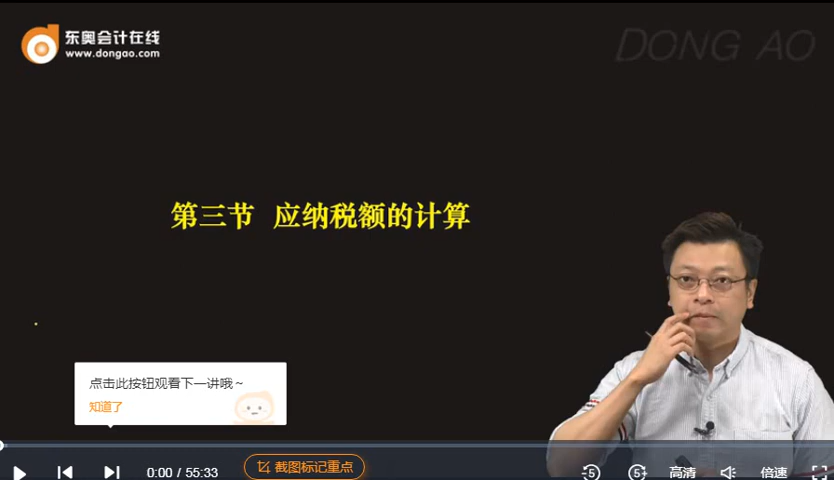 东奥会计在线
www.dongao.com
DONG AO
第三节 应纳税额的计算
点击此按钮观看下一讲哦~
知道了
0:00 / 55:33
截图标记重点
5
5
高清
倍速